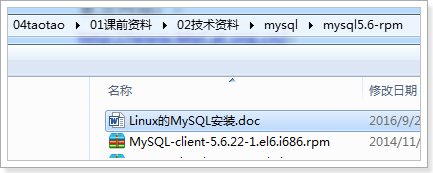 04taotao ▸ 01课前资料 ▸ 02技术资料 ▸ mysql ▸ mysql5.6-rpm
名称 修改日期
Linux的MySQL安装.doc 2016/9/2
MySQL-client-5.6.22-1.el6.i686.rpm 2014/11/